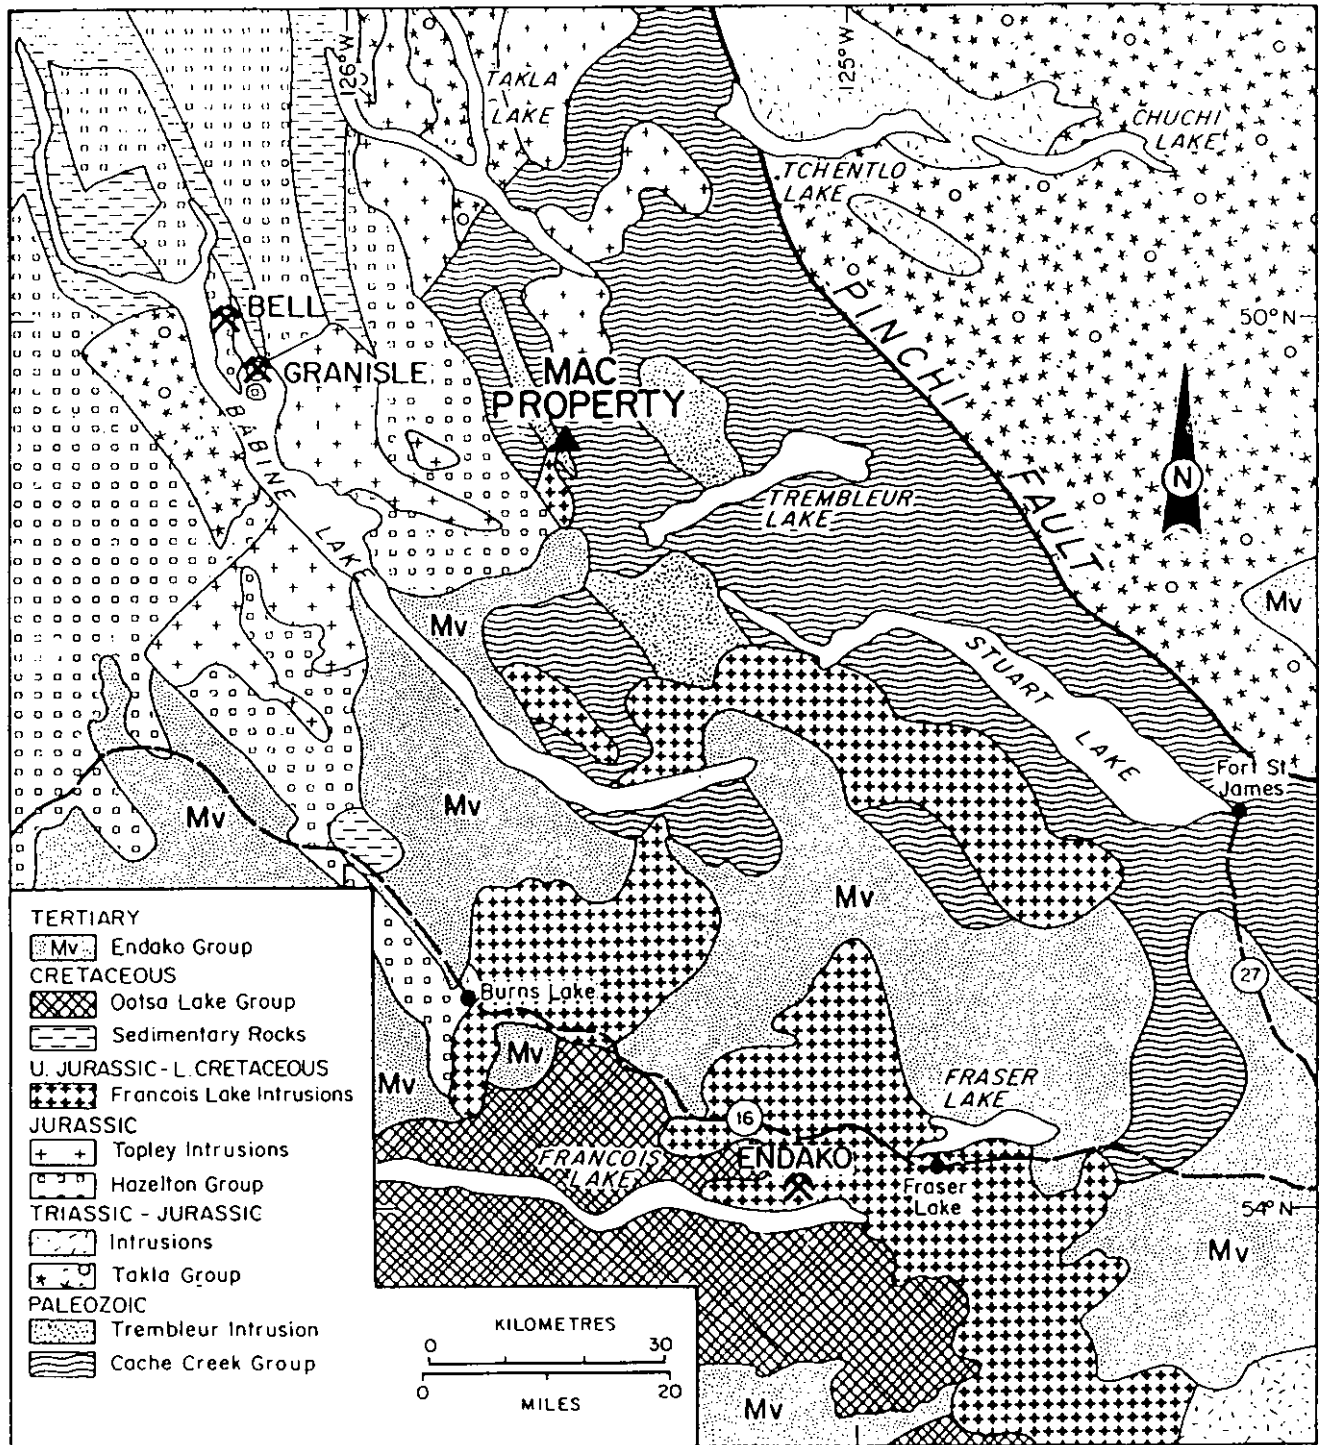 126°W
125°W
TAKLA
LAKE
CHUCHI
LAKE
TCHENTLO
LAKE
BELL
50°N
PINCHI FAULT
GRANISLE
MAC
PROPERTY
BABINE LAKE
N
TREMBLEUR
LAKE
Mv
Mv
STUART
LAKE
Fort St
James
Mv
Mv
Mv
TERTIARY
Mv Endako Group
CRETACEOUS
Ootsa Lake Group
Sedimentary Rocks
U. JURASSIC - L. CRETACEOUS
Francois Lake Intrusions
JURASSIC
Topley Intrusions
Hazelton Group
TRIASSIC - JURASSIC
Intrusions
Takla Group
PALEOZOIC
Trembleur Intrusion
Cache Creek Group
27
Burns Lake
Mv
Mv
FRASER
LAKE
16
FRANCOIS
LAKE
ENDAKO
Fraser
Lake
54°N
Mv
KILOMETRES
0 30
0 20
MILES
Mv